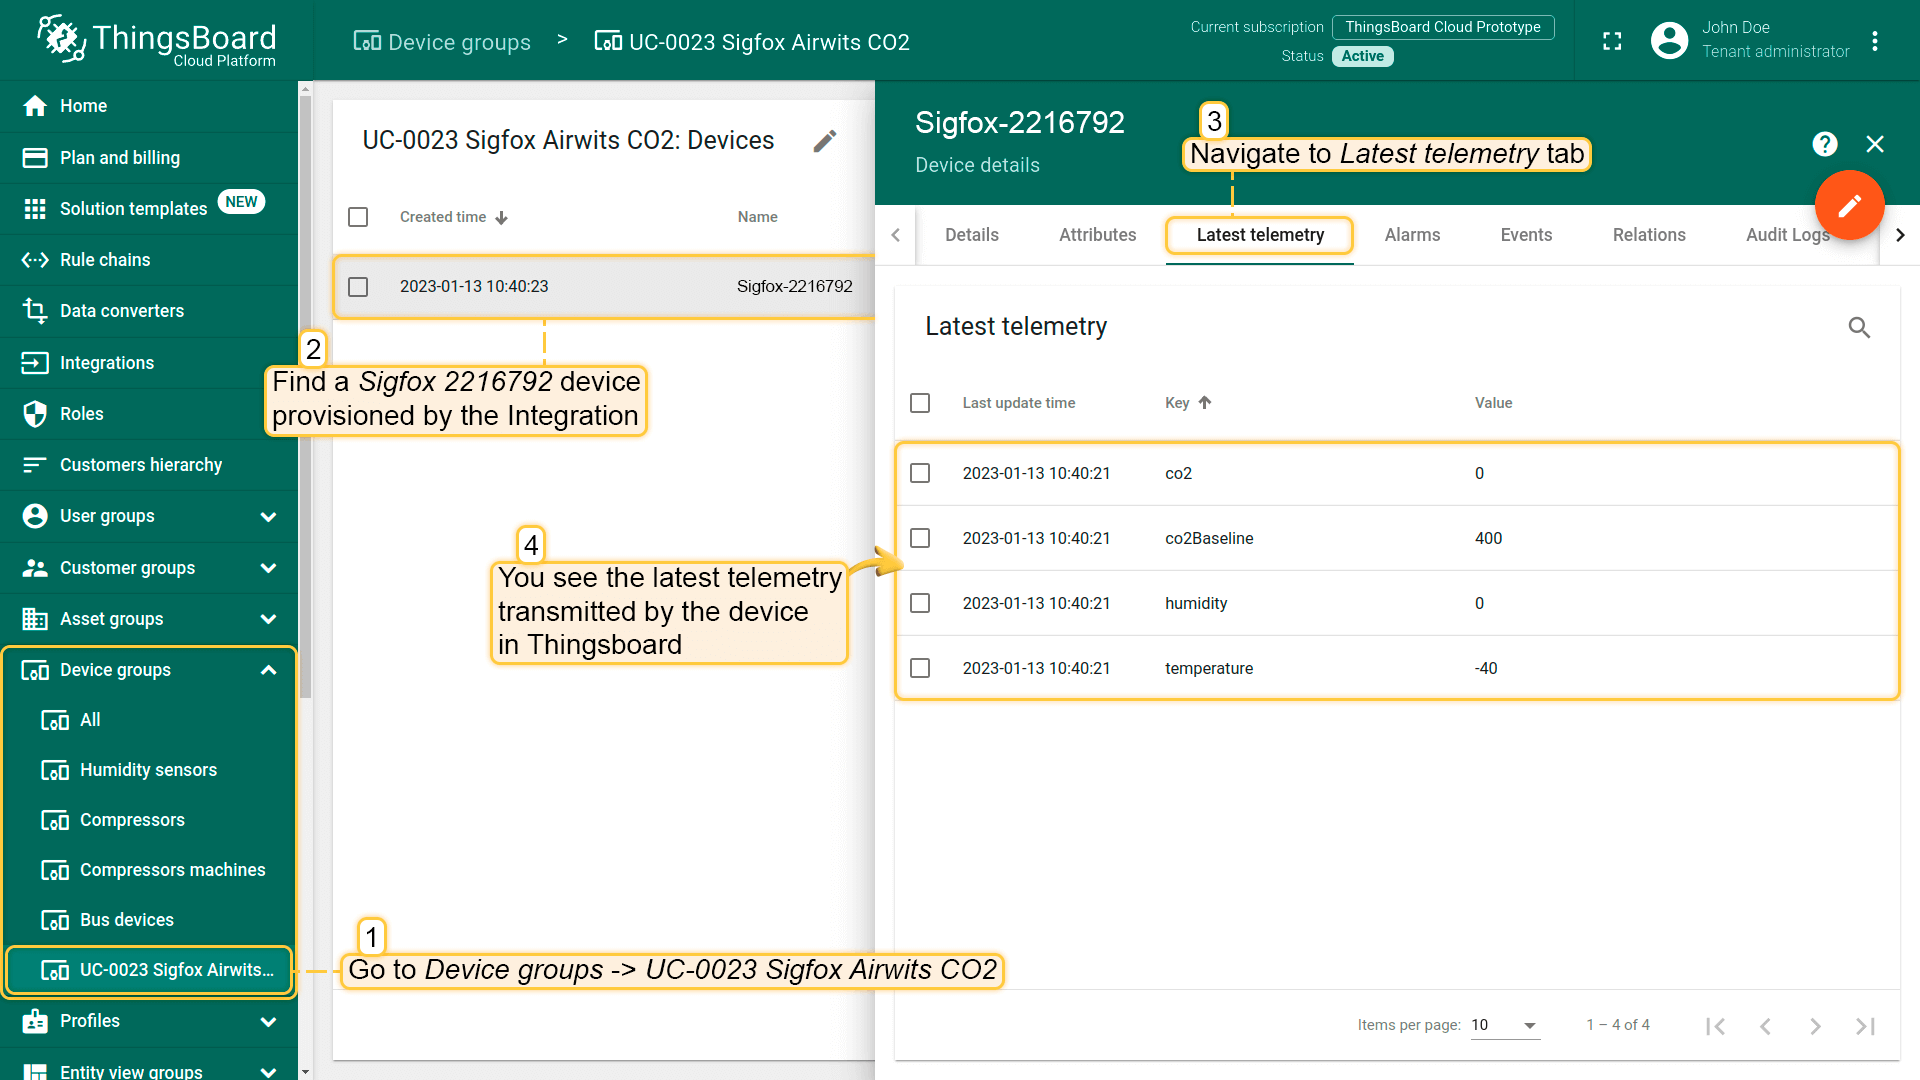 ThingsBoard
Cloud Platform
Device groups > UC-0023 Sigfox Airwits CO2
Current subscription ThingsBoard Cloud Prototype
Status Active
John Doe
Tenant administrator
Home
Plan and billing
Solution templates NEW
Rule chains
Data converters
Integrations
Roles
Customers hierarchy
User groups
Customer groups
Asset groups
Device groups
All
Humidity sensors
Compressors
Compressors machines
Bus devices
UC-0023 Sigfox Airwits...
Profiles
Entity view groups
UC-0023 Sigfox Airwits CO2: Devices
Created time Name
2023-01-13 10:40:23 Sigfox-2216792
2
Find a Sigfox 2216792 device
provisioned by the Integration
4
You see the latest telemetry
transmitted by the device
in Thingsboard
1
Go to Device groups -> UC-0023 Sigfox Airwits CO2
Sigfox-2216792
Device details
3
Navigate to Latest telemetry tab
?
Details Attributes Latest telemetry Alarms Events Relations Audit Logs
Latest telemetry
Last update time Key Value
2023-01-13 10:40:21 co2 0
2023-01-13 10:40:21 co2Baseline 400
2023-01-13 10:40:21 humidity 0
2023-01-13 10:40:21 temperature -40
Items per page: 10 1 – 4 of 4